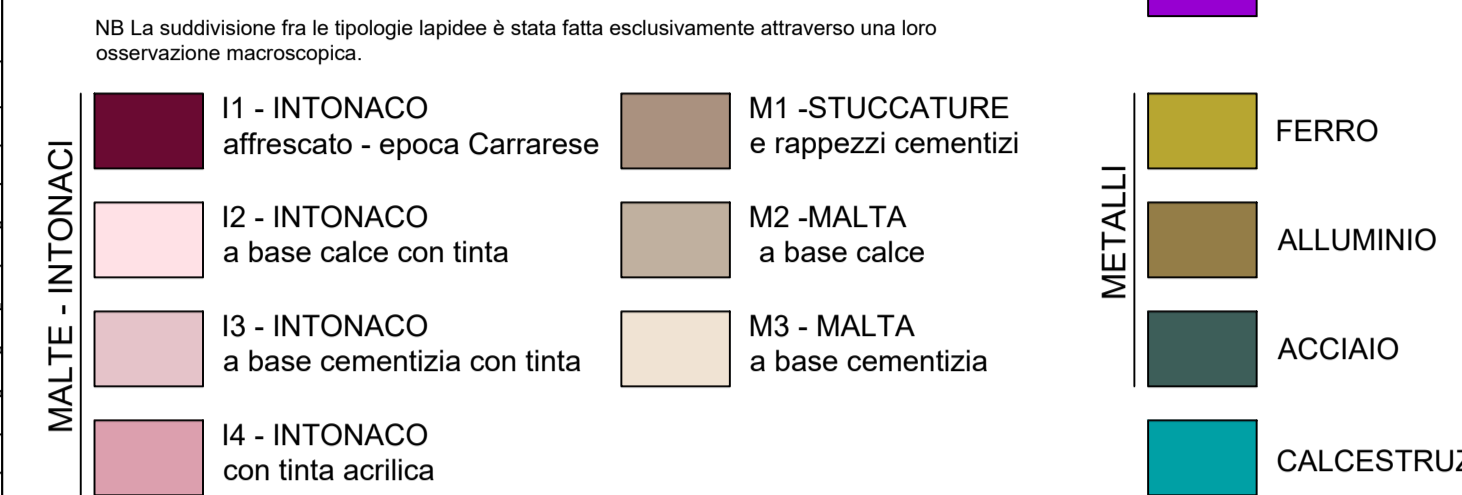 NB La suddivisione fra le tipologie lapidee è stata fatta esclusivamente attraverso una loro
osservazione macroscopica.
MALTE - INTONACI
I1 - INTONACO
affrescato - epoca Carrarese
I2 - INTONACO
a base calce con tinta
I3 - INTONACO
a base cementizia con tinta
I4 - INTONACO
con tinta acrilica
M1 -STUCCATURE
e rappezzi cementizi
M2 -MALTA
a base calce
M3 - MALTA
a base cementizia
METALLI
FERRO
ALLUMINIO
ACCIAIO